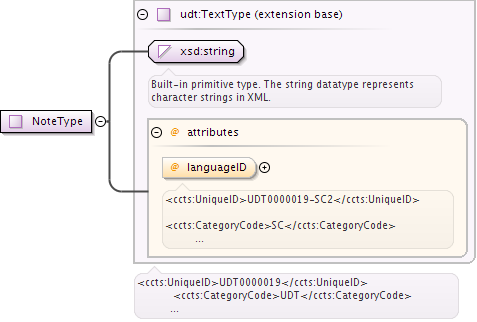 udt:TextType (extension base)
xsd:string
Built-in primitive type. The string datatype represents
character strings in XML.
NoteType
@ attributes
@ languageID
<ccts:UniqueID>UDT0000019-SC2</ccts:UniqueID>
<ccts:CategoryCode>SC</ccts:CategoryCode>
...
<ccts:UniqueID>UDT0000019</ccts:UniqueID>
<ccts:CategoryCode>UDT</ccts:CategoryCode>
...